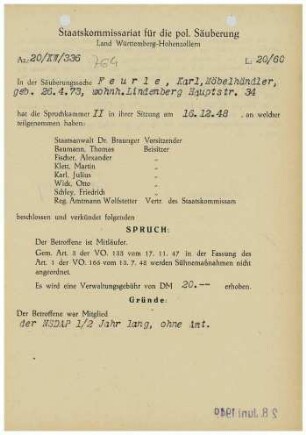 Staatskommissariat für die pol. Säuberung
Land Württemberg-Hohenzollern
Az.: 20/KW/336 764 L: 20/60
In der Säuberungssache Feurle, Karl, Möbelhändler,
geb. 26.4.73, wohnh. Lindenberg Hauptstr. 34
hat die Spruchkammer II in ihrer Sitzung am 16.12.48, an welcher
teilgenommen haben:
Staatsanwalt Dr. Braunger Vorsitzender
Baumann, Thomas Beisitzer
Fischer, Alexander "
Klett, Martin "
Karl, Julius "
Wick, Otto "
Schley, Friedrich "
Reg. Amtmann Wolfstetter Vertr. des Staatskommissars
beschlossen und verkündet folgenden
SPRUCH:
Der Betroffene ist Mitläufer.
Gem. Art. 2 der VO. 133 vom 17. 11. 47 in der Fassung des
Art. 1 der VO. 165 vom 13. 7. 48 werden Sühnemaßnahmen nicht
angeordnet.
Es wird eine Verwaltungsgebühr von DM 20.-- erhoben.
Gründe:
Der Betroffene war Mitglied
der NSDAP 1/2 Jahr lang, ohne Amt.